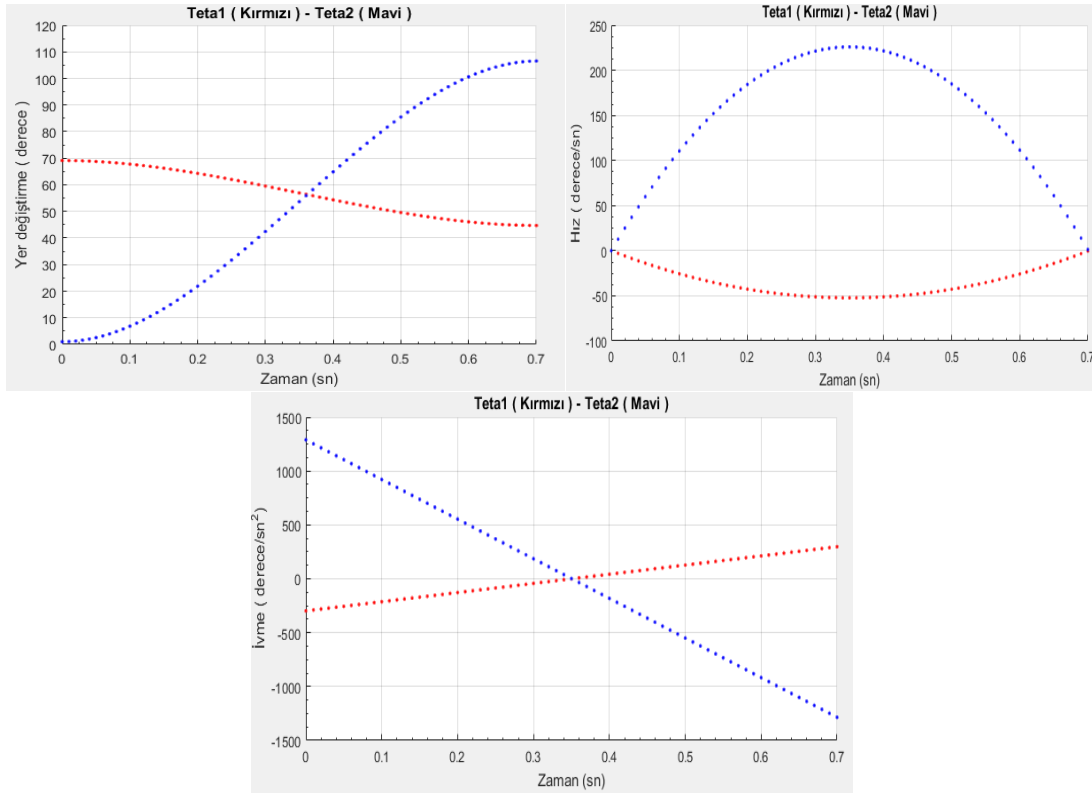 Teta1 ( Kırmızı ) - Teta2 ( Mavi )
Yer değiştirme ( derece )
120
110
100
90
80
70
60
50
40
30
20
10
0
0 0.1 0.2 0.3 0.4 0.5 0.6 0.7
Zaman (sn)
Teta1 ( Kırmızı ) - Teta2 ( Mavi )
Hız ( derece/sn)
250
200
150
100
50
0
-50
-100
0 0.1 0.2 0.3 0.4 0.5 0.6 0.7
Zaman (sn)
Teta1 ( Kırmızı ) - Teta2 ( Mavi )
İvme ( derece/sn²)
1500
1000
500
0
-500
-1000
-1500
0 0.1 0.2 0.3 0.4 0.5 0.6 0.7
Zaman (sn)